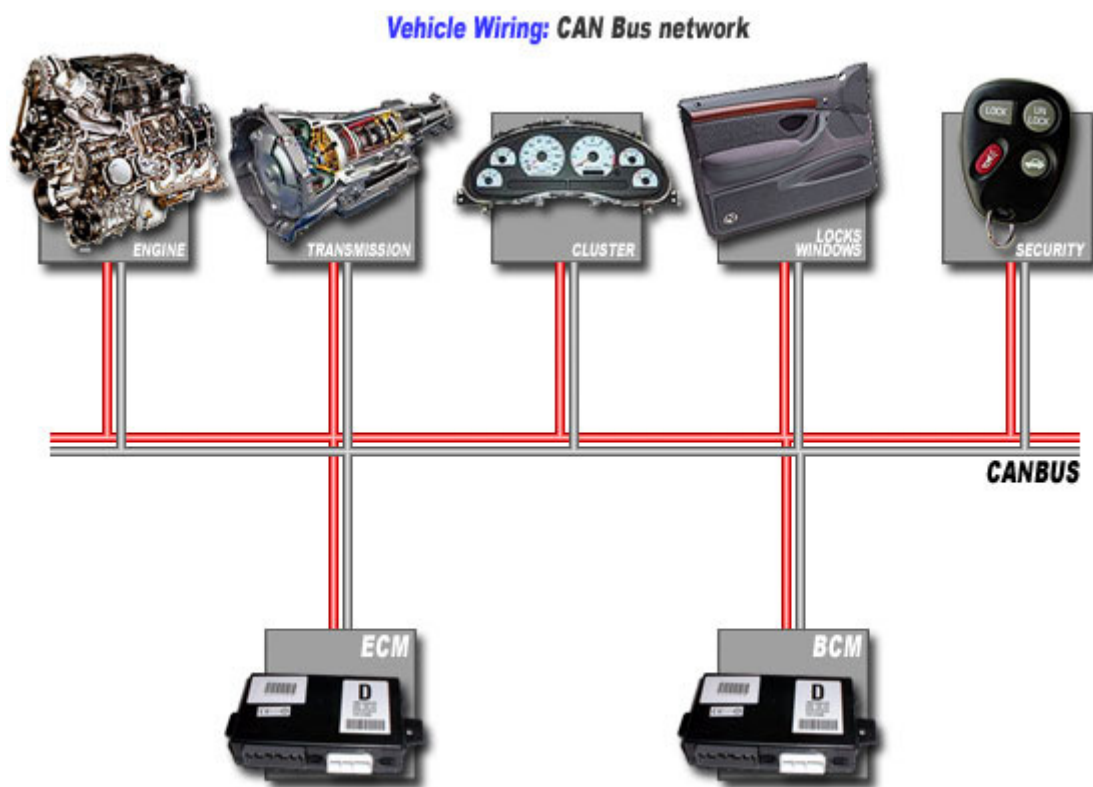 Vehicle Wiring: CAN Bus network
LOCK
UN
LOCK
ENGINE
TRANSMISSION
CLUSTER
LOCKS
WINDOWS
SECURITY
CANBUS
ECM
BCM
D
D